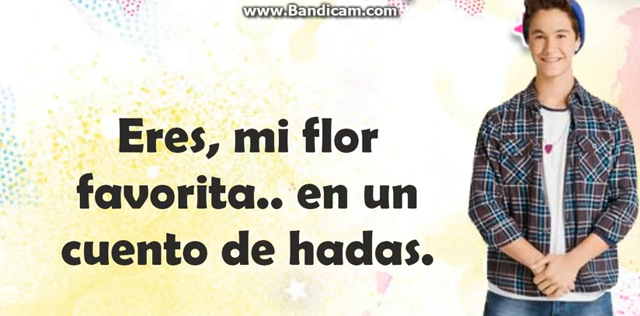 www.Bandicam.com
Eres, mi flor
favorita.. en un
cuento de hadas.